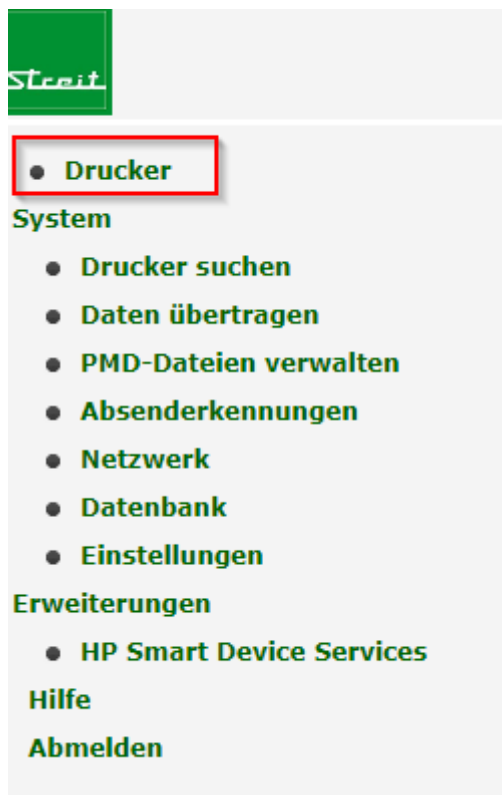 Streit
Drucker
System
Drucker suchen
Daten übertragen
PMD-Dateien verwalten
Absenderkennungen
Netzwerk
Datenbank
Einstellungen
Erweiterungen
HP Smart Device Services
Hilfe
Abmelden